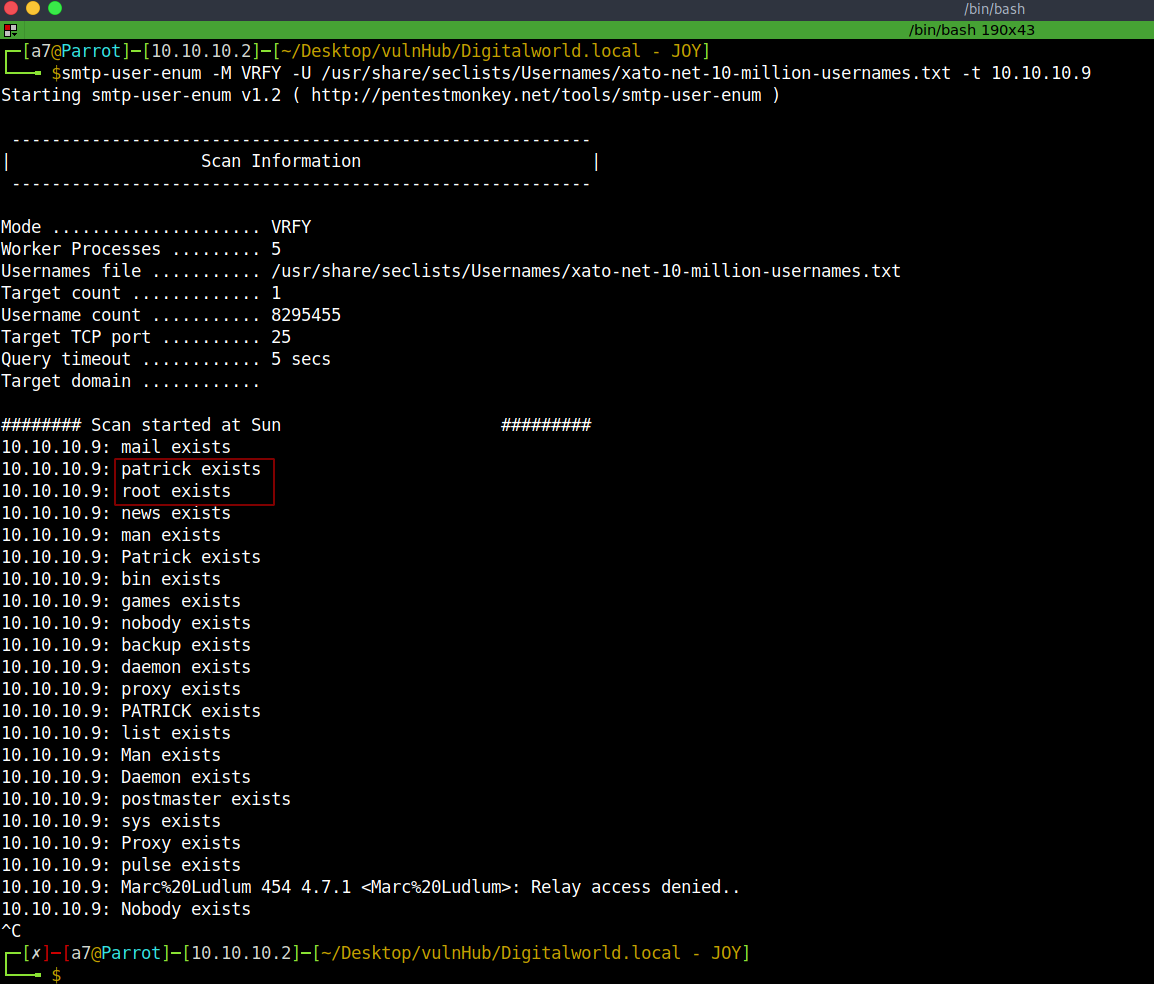 /bin/bash
/bin/bash 190x43
[a7@Parrot]─[10.10.10.2]─[~/Desktop/vulnHub/Digitalworld.local - JOY]
$smtp-user-enum -M VRFY -U /usr/share/seclists/Usernames/xato-net-10-million-usernames.txt -t 10.10.10.9
Starting smtp-user-enum v1.2 ( http://pentestmonkey.net/tools/smtp-user-enum )
----------------------------------------------------------
|                   Scan Information                       |
----------------------------------------------------------
Mode ..................... VRFY
Worker Processes ......... 5
Usernames file ........... /usr/share/seclists/Usernames/xato-net-10-million-usernames.txt
Target count ............. 1
Username count ........... 8295455
Target TCP port .......... 25
Query timeout ............ 5 secs
Target domain ............
######## Scan started at Sun                      #########
10.10.10.9: mail exists
10.10.10.9: patrick exists
10.10.10.9: root exists
10.10.10.9: news exists
10.10.10.9: man exists
10.10.10.9: Patrick exists
10.10.10.9: bin exists
10.10.10.9: games exists
10.10.10.9: nobody exists
10.10.10.9: backup exists
10.10.10.9: daemon exists
10.10.10.9: proxy exists
10.10.10.9: PATRICK exists
10.10.10.9: list exists
10.10.10.9: Man exists
10.10.10.9: Daemon exists
10.10.10.9: postmaster exists
10.10.10.9: sys exists
10.10.10.9: Proxy exists
10.10.10.9: pulse exists
10.10.10.9: Marc%20Ludlum 454 4.7.1 <Marc%20Ludlum>: Relay access denied..
10.10.10.9: Nobody exists
^C
[✗]─[a7@Parrot]─[10.10.10.2]─[~/Desktop/vulnHub/Digitalworld.local - JOY]
$